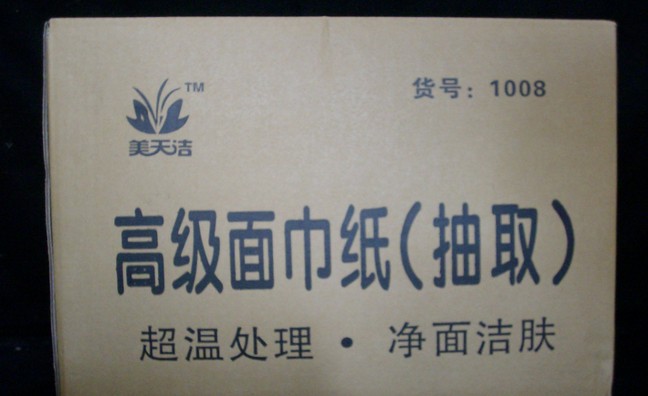 TM
美天洁
货号：1008
高级面巾纸（抽取）
超温处理·净面洁肤